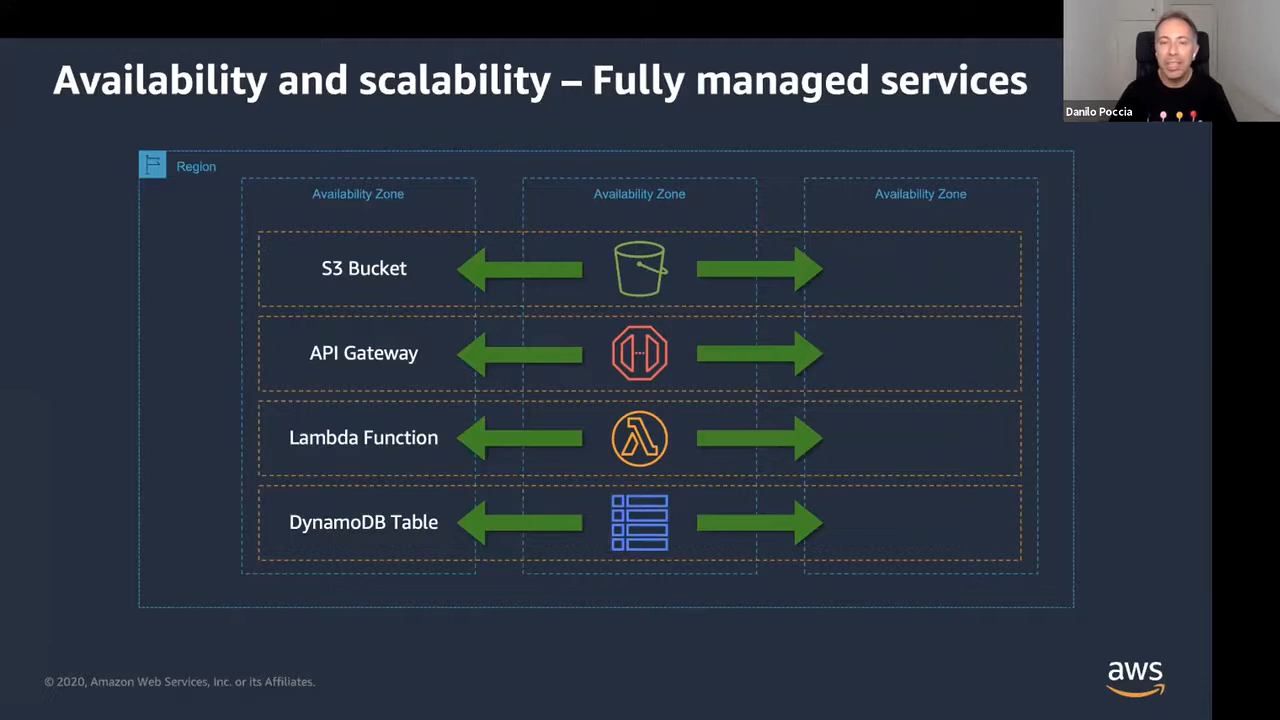 Availability and scalability – Fully managed services
Danilo Poccia
Region
Availability Zone
Availability Zone
Availability Zone
S3 Bucket
API Gateway
Lambda Function
DynamoDB Table
© 2020, Amazon Web Services, Inc. or its Affiliates.
aws